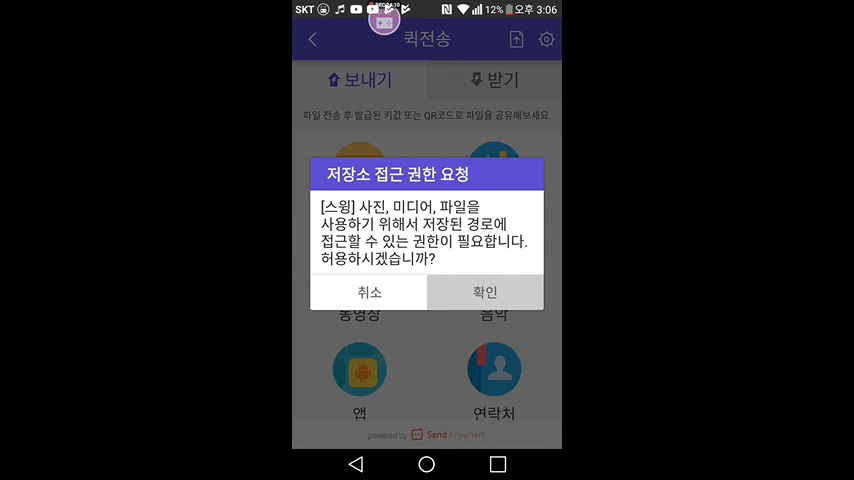 SKT 12% 오후 3:06
퀵전송
보내기 받기
파일 전송 후 발급된 키값 또는 QR코드로 파일을 공유해보세요.
저장소 접근 권한 요청
[스윙] 사진, 미디어, 파일을
사용하기 위해서 저장된 경로에
접근할 수 있는 권한이 필요합니다.
허용하시겠습니까?
취소 확인
동영상 음악
앱 연락처
powered by Send Anywhere